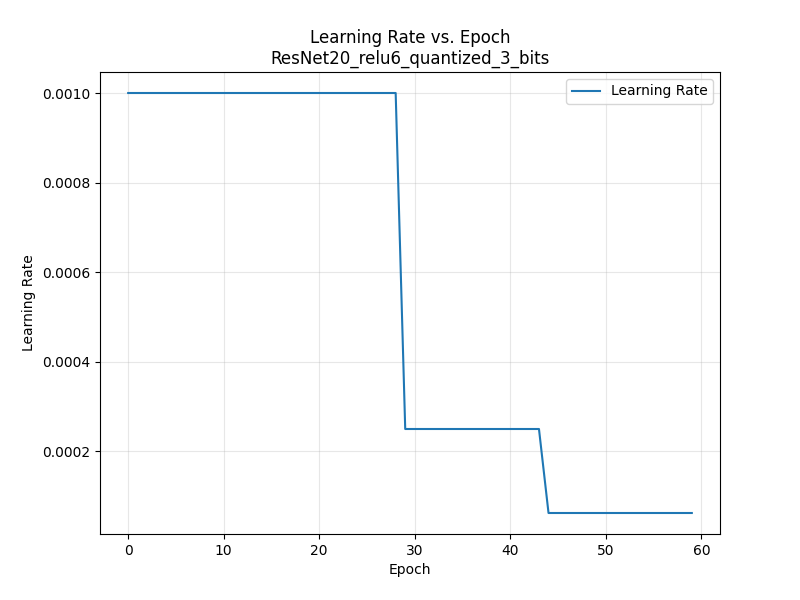 Learning Rate vs. Epoch
ResNet20_relu6_quantized_3_bits
Learning Rate
0.0010
0.0008
0.0006
0.0004
0.0002
Learning Rate
0 10 20 30 40 50 60
Epoch